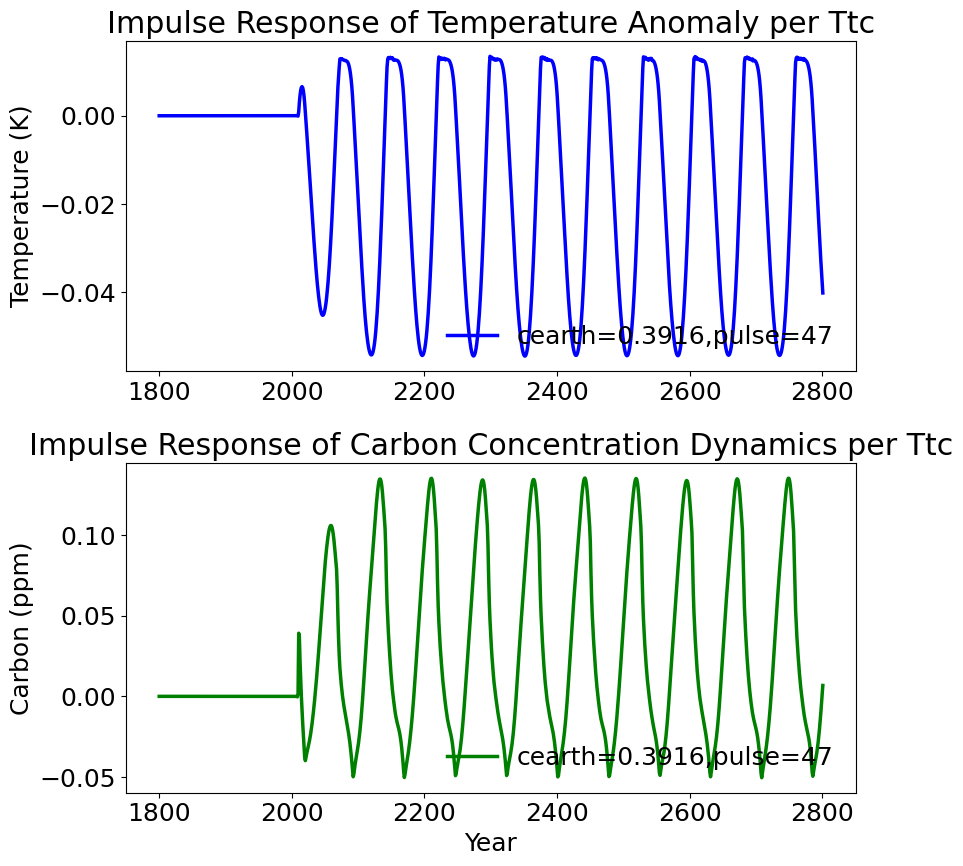 Impulse Response of Temperature Anomaly per Ttc
Temperature (K)
0.00
−0.02
−0.04
cearth=0.3916,pulse=47
1800 2000 2200 2400 2600 2800
Impulse Response of Carbon Concentration Dynamics per Ttc
Carbon (ppm)
0.10
0.05
0.00
−0.05
cearth=0.3916,pulse=47
1800 2000 2200 2400 2600 2800
Year